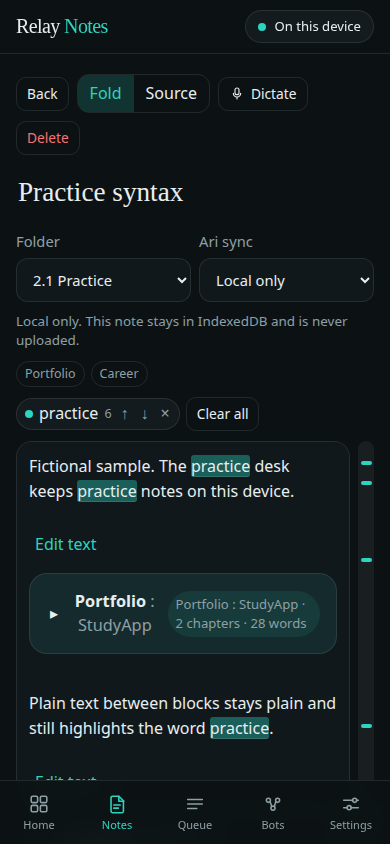 Relay Notes
On this device
Back
Fold
Source
Dictate
Delete
Practice syntax
Folder
Ari sync
2.1 Practice
Local only
Local only. This note stays in IndexedDB and is never
uploaded.
Portfolio
Career
practice 6 ↑ ↓ ×
Clear all
Fictional sample. The practice desk
keeps practice notes on this device.
Edit text
▸ Portfolio :
StudyApp
Portfolio : StudyApp ·
2 chapters · 28 words
Plain text between blocks stays plain and
still highlights the word practice.
Edit text
Home
Notes
Queue
Bots
Settings